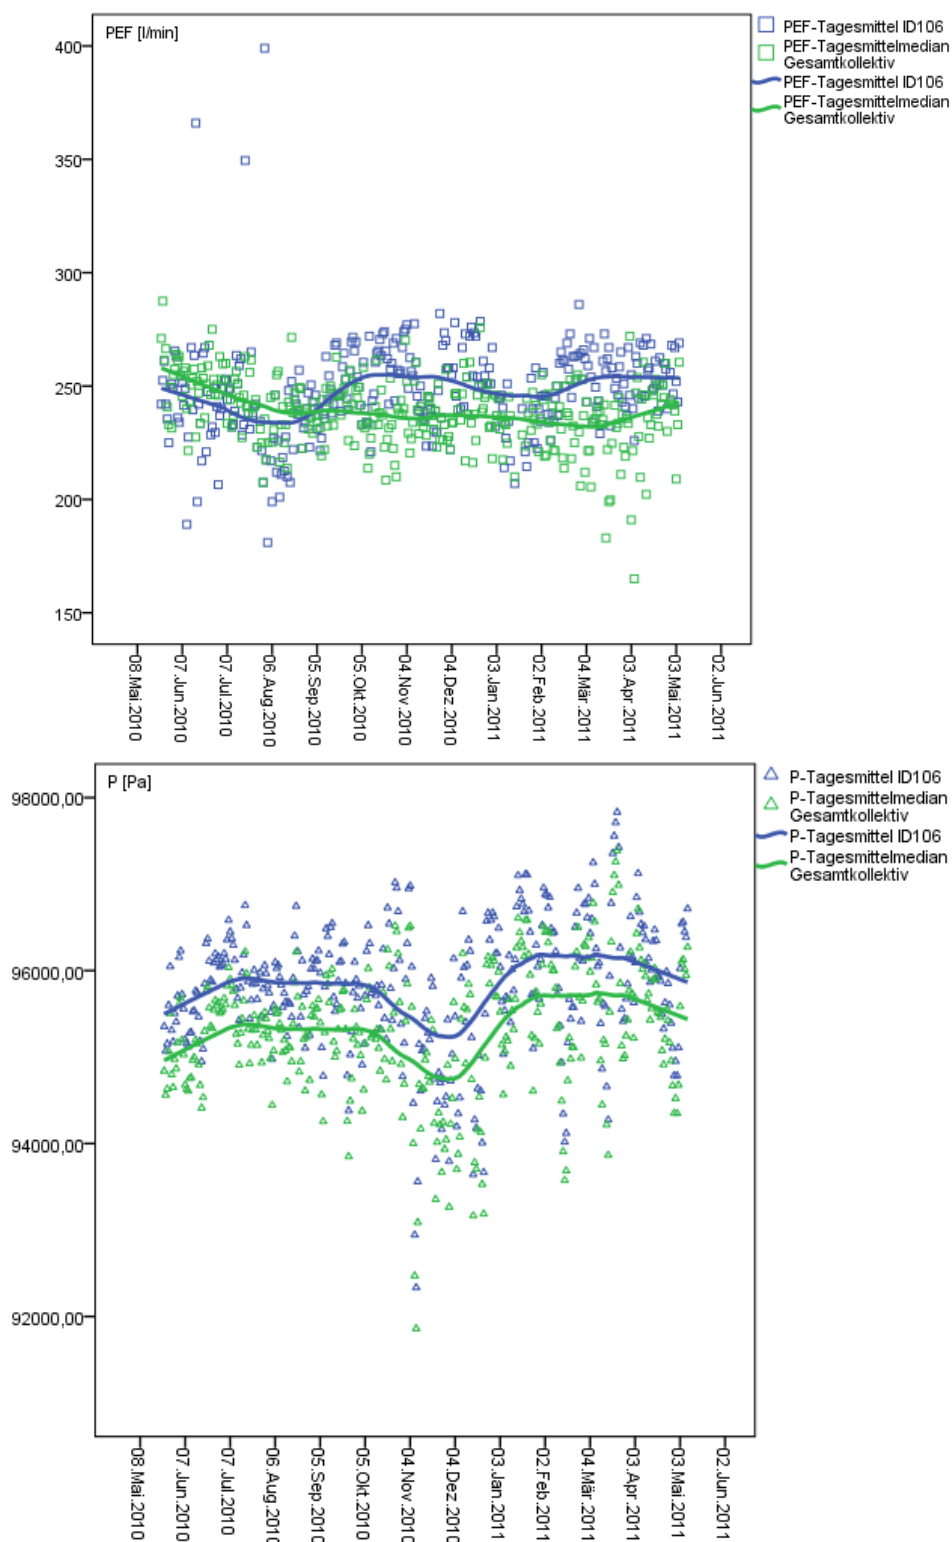 PEF [l/min]
400
350
300
250
200
150
08.Mai.2010
07.Jun.2010
07.Jul.2010
06.Aug.2010
05.Sep.2010
05.Okt.2010
04.Nov.2010
04.Dez.2010
03.Jan.2011
02.Feb.2011
04.Mär.2011
03.Apr.2011
03.Mai.2011
02.Jun.2011
PEF-Tagesmittel ID106
PEF-Tagesmittelmedian
Gesamtkollektiv
PEF-Tagesmittel ID106
PEF-Tagesmittelmedian
Gesamtkollektiv
P [Pa]
98000,00
96000,00
94000,00
92000,00
08.Mai.2010
07.Jun.2010
07.Jul.2010
06.Aug.2010
05.Sep.2010
05.Okt.2010
04.Nov.2010
04.Dez.2010
03.Jan.2011
02.Feb.2011
04.Mär.2011
03.Apr.2011
03.Mai.2011
02.Jun.2011
P-Tagesmittel ID106
P-Tagesmittelmedian
Gesamtkollektiv
P-Tagesmittel ID106
P-Tagesmittelmedian
Gesamtkollektiv